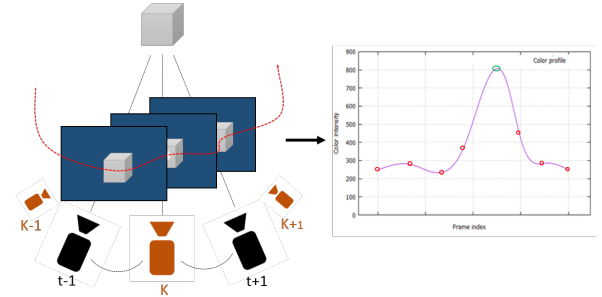 K-1
t-1
K
t+1
K+1
Color profile
900
800
700
600
500
400
300
200
100
0
Color intensity
Frame index